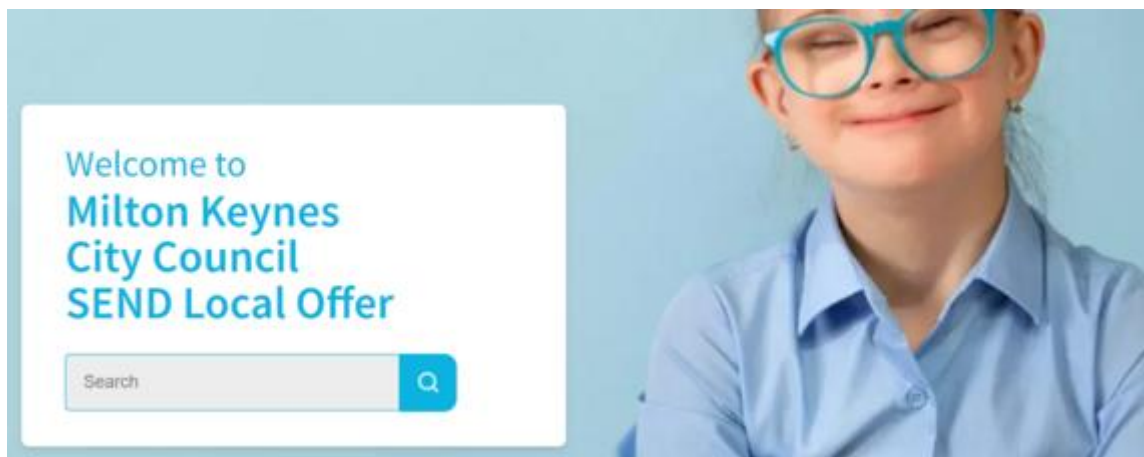 Welcome to
Milton Keynes
City Council
SEND Local Offer
Search